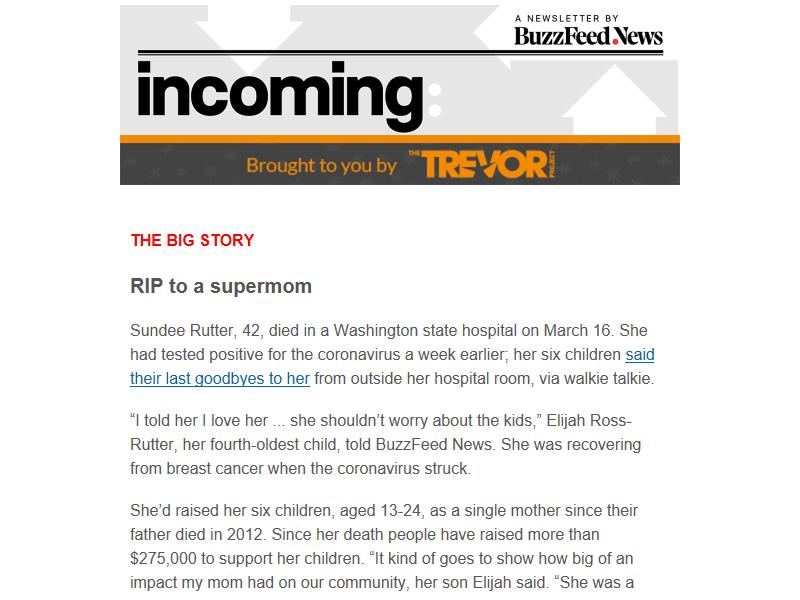 A NEWSLETTER BY
BuzzFeed.News
incoming:
Brought to you by THE TREVOR PROJECT
THE BIG STORY
RIP to a supermom
Sundee Rutter, 42, died in a Washington state hospital on March 16. She
had tested positive for the coronavirus a week earlier; her six children said
their last goodbyes to her from outside her hospital room, via walkie talkie.
“I told her I love her ... she shouldn’t worry about the kids,” Elijah Ross-
Rutter, her fourth-oldest child, told BuzzFeed News. She was recovering
from breast cancer when the coronavirus struck.
She’d raised her six children, aged 13-24, as a single mother since their
father died in 2012. Since her death people have raised more than
$275,000 to support her children. “It kind of goes to show how big of an
impact my mom had on our community, her son Elijah said. “She was a